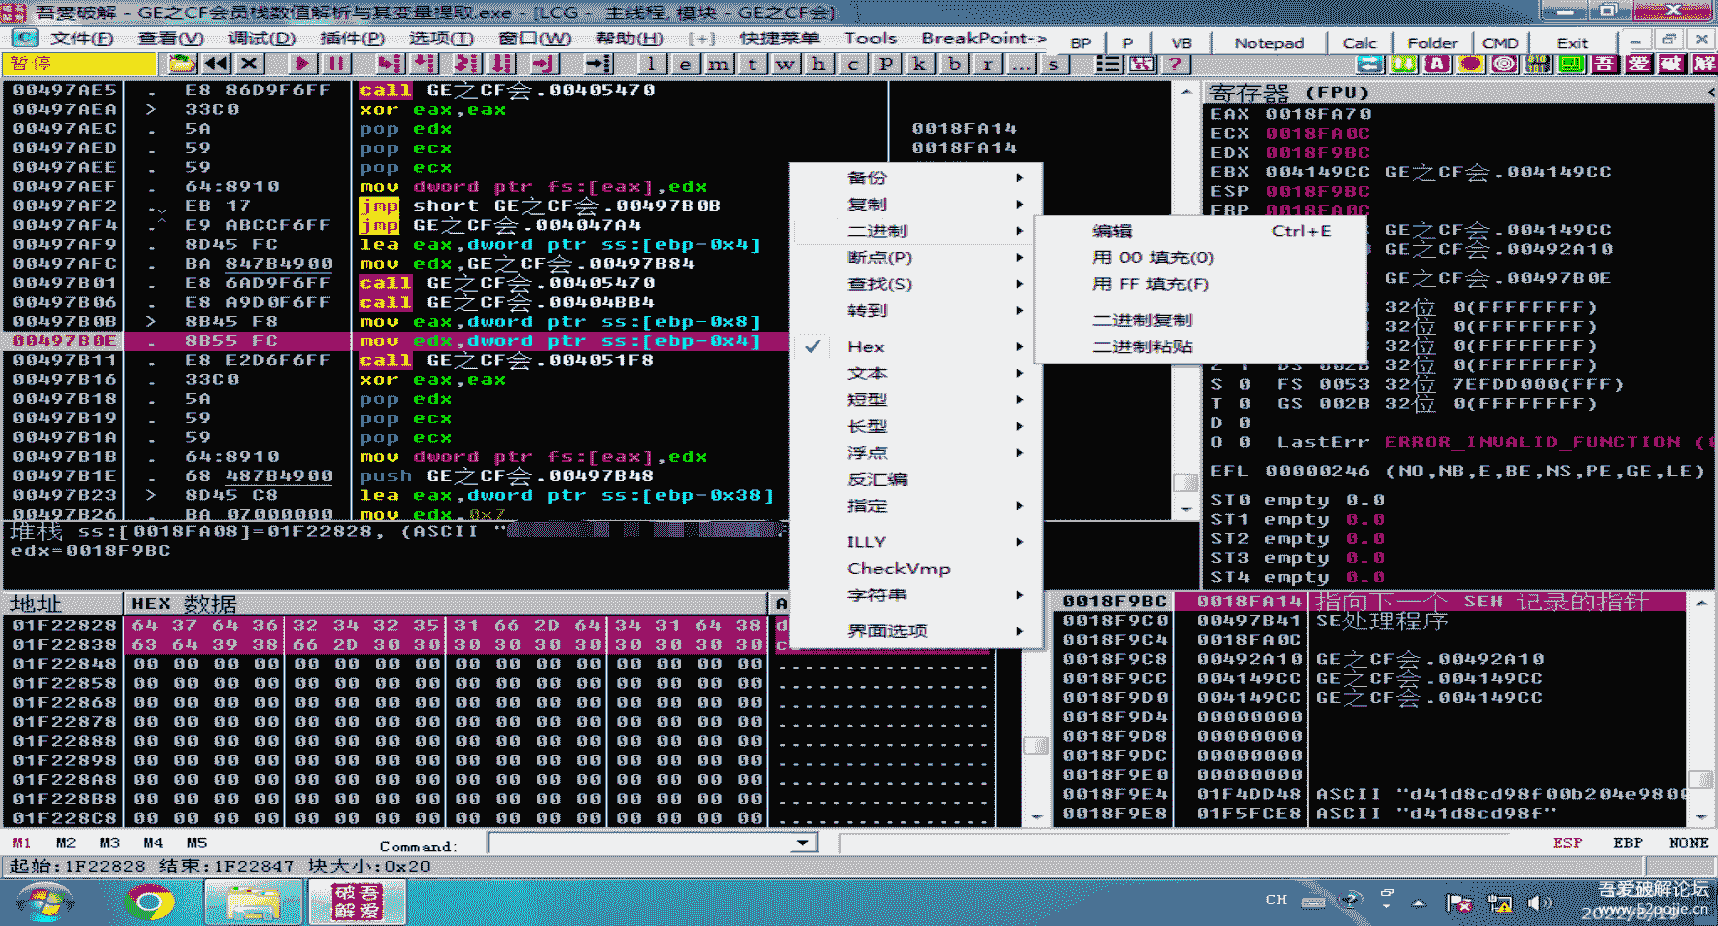 吾爱破解 - GE之CF会员栈数值解析与其变量提取.exe - [LCG - 主线程, 模块 - GE之CF会]
文件(F) 查看(V) 调试(D) 插件(P) 选项(T) 窗口(W) 帮助(H) [+] 快捷菜单 Tools BreakPoint-> BP P VB Notepad Calc Folder CMD Exit
暂停 l e m t w h c P k b r ... s ? 吾 爱 破 解
00497AE5 . E8 86D9F6FF call GE之CF会.00405470
00497AEA > 33C0 xor eax,eax
00497AEC . 5A pop edx 0018FA14
00497AED . 59 pop ecx 0018FA14
00497AEE . 59 pop ecx
00497AEF . 64:8910 mov dword ptr fs:[eax],edx
00497AF2 . EB 17 jmp short GE之CF会.00497B0B
00497AF4 . E9 ABCCF6FF jmp GE之CF会.004047A4
00497AF9 . 8D45 FC lea eax,dword ptr ss:[ebp-0x4]
00497AFC . BA 847B4900 mov edx,GE之CF会.00497B84
00497B01 . E8 6AD9F6FF call GE之CF会.00405470
00497B06 . E8 A9D0F6FF call GE之CF会.00404BB4
00497B0B > 8B45 F8 mov eax,dword ptr ss:[ebp-0x8]
00497B0E . 8B55 FC mov edx,dword ptr ss:[ebp-0x4]
00497B11 . E8 E2D6F6FF call GE之CF会.004051F8
00497B16 . 33C0 xor eax,eax
00497B18 . 5A pop edx
00497B19 . 59 pop ecx
00497B1A . 59 pop ecx
00497B1B . 64:8910 mov dword ptr fs:[eax],edx
00497B1E . 68 487B4900 push GE之CF会.00497B48
00497B23 > 8D45 C8 lea eax,dword ptr ss:[ebp-0x38]
00497B26 . BA 07000000 mov edx,0x7
堆栈 ss:[0018FA08]=01F22828, (ASCII "
edx=0018F9BC
备份
复制
二进制
断点(P)
查找(S)
转到
Hex
文本
短型
长型
浮点
反汇编
指定
ILLY
CheckVmp
字符串
界面选项
编辑 Ctrl+E
用 00 填充(0)
用 FF 填充(F)
二进制复制
二进制粘贴
寄存器 (FPU) <
EAX 0018FA70
ECX 0018FA0C
EDX 0018F9BC
EBX 004149CC GE之CF会.004149CC
ESP 0018F9BC
EBP 0018FA0C
GE之CF会.004149CC
GE之CF会.00492A10
GE之CF会.00497B0E
32位 0(FFFFFFFF)
32位 0(FFFFFFFF)
32位 0(FFFFFFFF)
Z 1 DS 002B 32位 0(FFFFFFFF)
S 0 FS 0053 32位 7EFDD000(FFF)
T 0 GS 002B 32位 0(FFFFFFFF)
D 0
O 0 LastErr ERROR_INVALID_FUNCTION (
EFL 00000246 (NO,NB,E,BE,NS,PE,GE,LE)
ST0 empty 0.0
ST1 empty 0.0
ST2 empty 0.0
ST3 empty 0.0
ST4 empty 0.0
地址 HEX 数据 A
01F22828 64 37 64 36 32 34 32 35 31 66 2D 64 34 31 64 38 d
01F22838 63 64 39 38 66 2D 30 30 30 30 30 30 30 30 30 30 c
01F22848 00 00 00 00 00 00 00 00 00 00 00 00 00 00 00 00 ................
01F22858 00 00 00 00 00 00 00 00 00 00 00 00 00 00 00 00 ................
01F22868 00 00 00 00 00 00 00 00 00 00 00 00 00 00 00 00 ................
01F22878 00 00 00 00 00 00 00 00 00 00 00 00 00 00 00 00 ................
01F22888 00 00 00 00 00 00 00 00 00 00 00 00 00 00 00 00 ................
01F22898 00 00 00 00 00 00 00 00 00 00 00 00 00 00 00 00 ................
01F228A8 00 00 00 00 00 00 00 00 00 00 00 00 00 00 00 00 ................
01F228B8 00 00 00 00 00 00 00 00 00 00 00 00 00 00 00 00 ................
01F228C8 00 00 00 00 00 00 00 00 00 00 00 00 00 00 00 00 ................
0018F9BC 0018FA14 指向下一个 SEH 记录的指针
0018F9C0 00497B41 SE处理程序
0018F9C4 0018FA0C
0018F9C8 00492A10 GE之CF会.00492A10
0018F9CC 004149CC GE之CF会.004149CC
0018F9D0 004149CC GE之CF会.004149CC
0018F9D4 00000000
0018F9D8 00000000
0018F9DC 00000000
0018F9E0 00000000
0018F9E4 01F4DD48 ASCII "d41d8cd98f00b204e9800
0018F9E8 01F5FCE8 ASCII "d41d8cd98f"
M1 M2 M3 M4 M5 Command: ESP EBP NONE
起始:1F22828 结束:1F22847 块大小:0x20
破吾解爱
CH
吾爱破解论坛
www.52pojie.cn